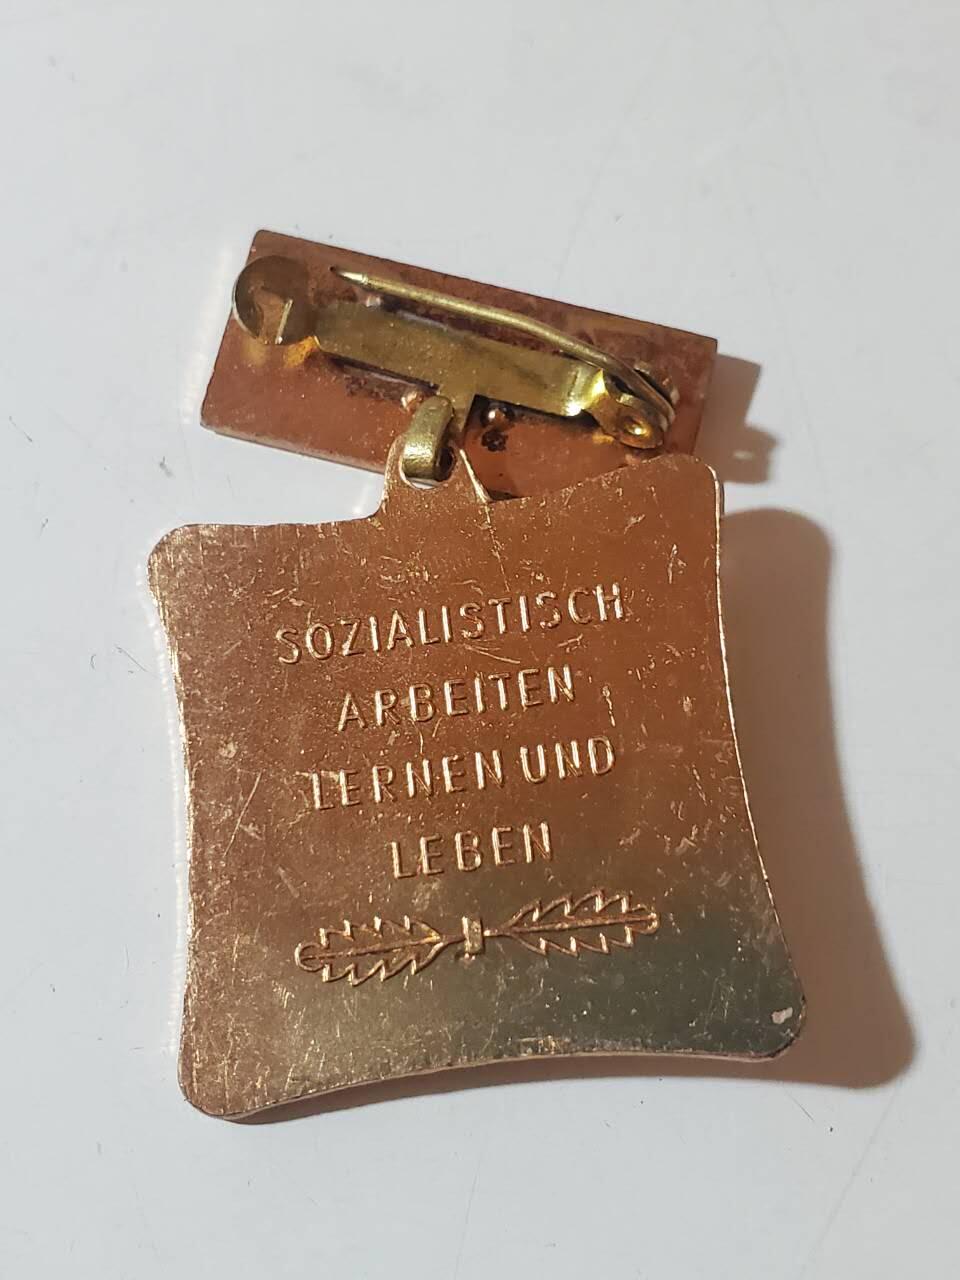 SOZIALISTISCH
ARBEITEN
LERNEN UND
LEBEN